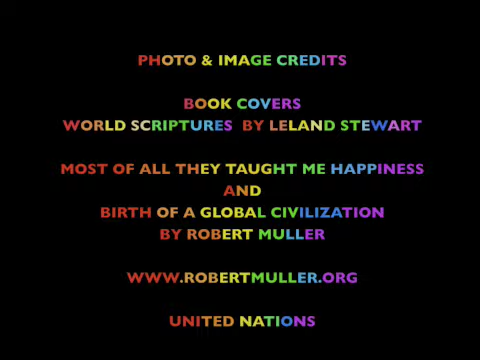 PHOTO & IMAGE CREDITS
BOOK COVERS
WORLD SCRIPTURES BY LELAND STEWART
MOST OF ALL THEY TAUGHT ME HAPPINESS
AND
BIRTH OF A GLOBAL CIVILIZATION
BY ROBERT MULLER
WWW.ROBERTMULLER.ORG
UNITED NATIONS